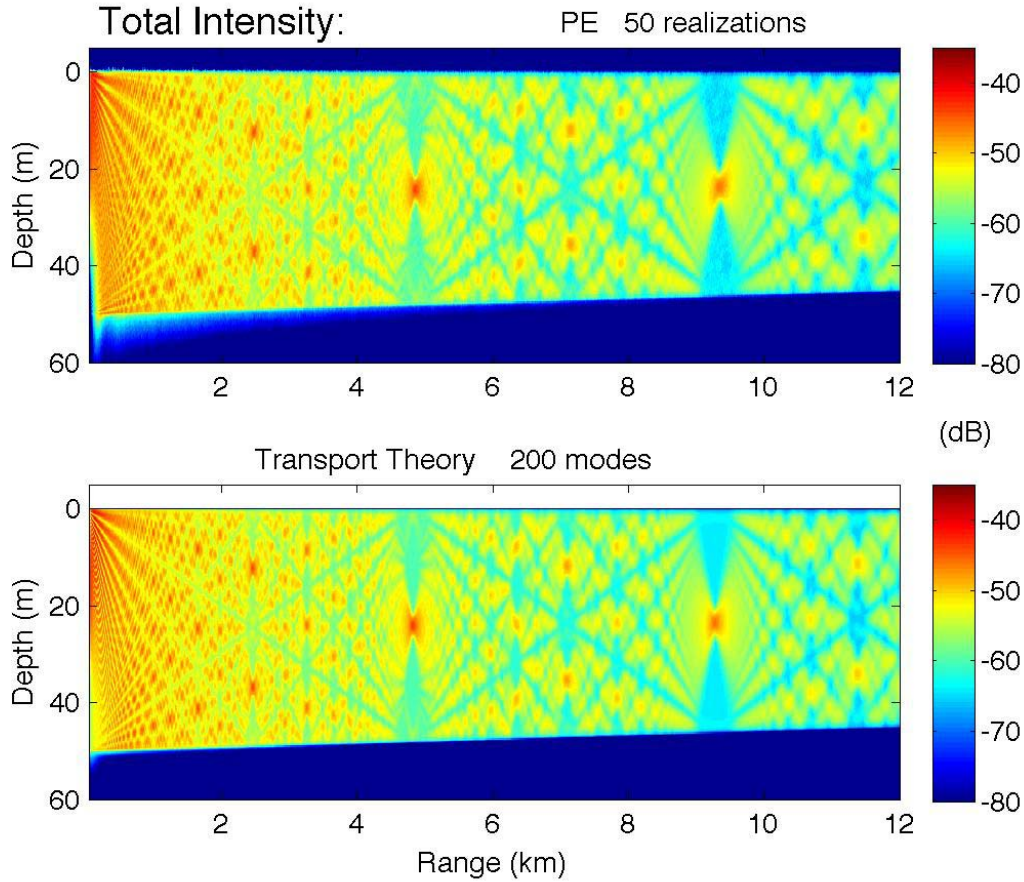 Total Intensity: PE 50 realizations
0
20
40
60
Depth (m)
2 4 6 8 10 12
-40
-50
-60
-70
-80
(dB)
Transport Theory 200 modes
0
20
40
60
Depth (m)
2 4 6 8 10 12
Range (km)
-40
-50
-60
-70
-80